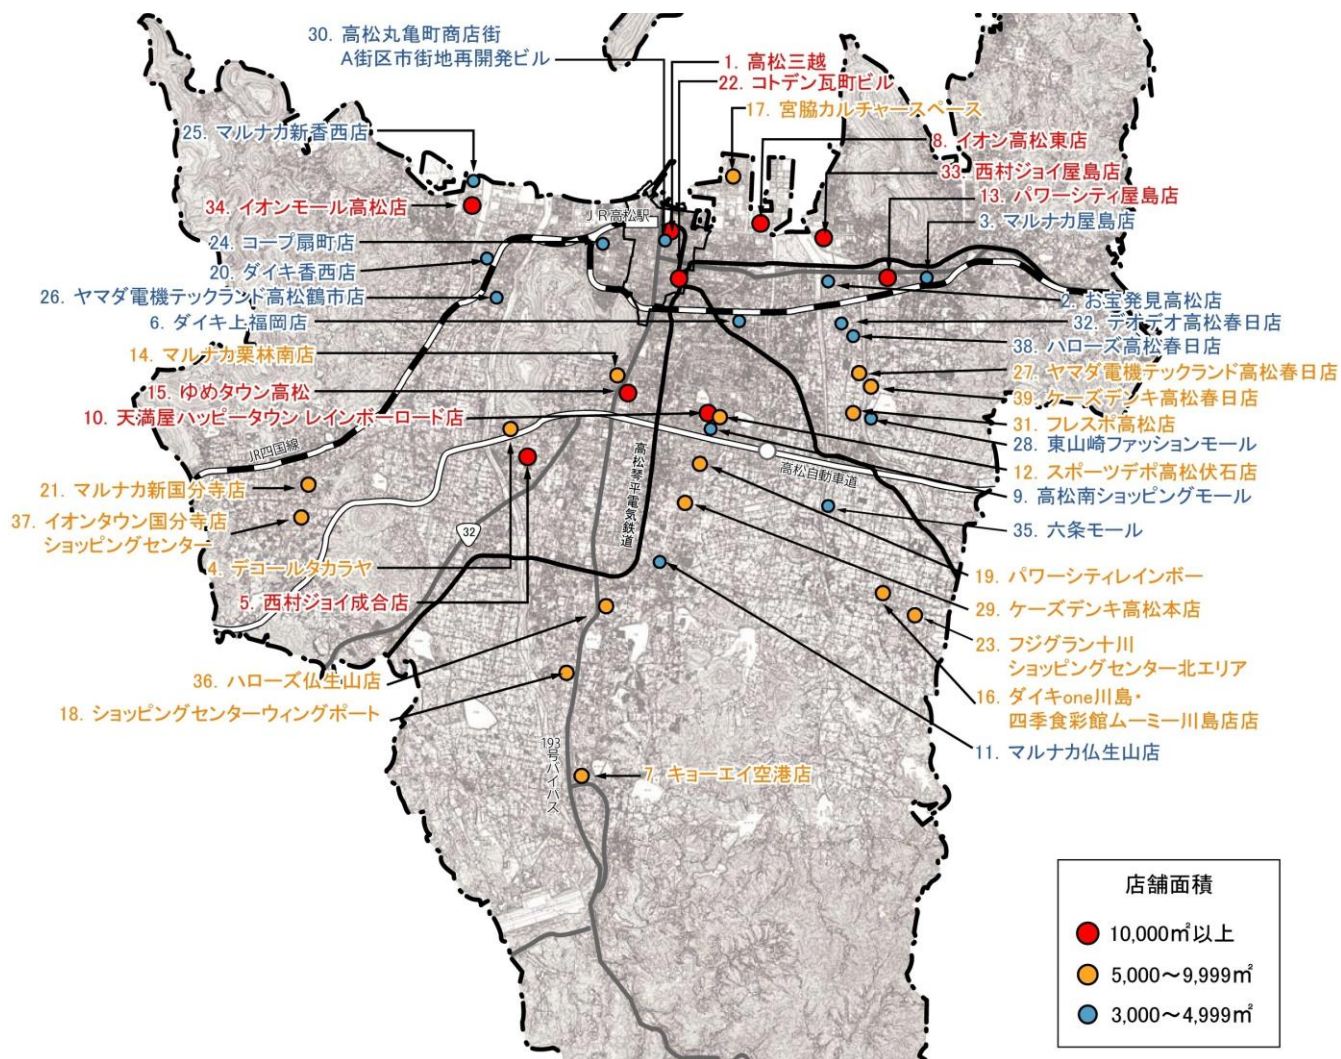 30. 高松丸亀町商店街
A街区市街地再開発ビル
1. 高松三越
22. コトデン瓦町ビル
17. 宮脇カルチャースペース
25. マルナカ新香西店
8. イオン高松東店
33. 西村ジョイ屋島店
34. イオンモール高松店
JR高松駅
13. パワーシティ屋島店
3. マルナカ屋島店
24. コープ扇町店
20. ダイキ香西店
26. ヤマダ電機テックランド高松鶴市店
2. お宝発見高松店
6. ダイキ上福岡店
32. デオデオ高松春日店
38. ハローズ高松春日店
14. マルナカ栗林南店
27. ヤマダ電機テックランド高松春日店
15. ゆめタウン高松
39. ケーズデンキ高松春日店
10. 天満屋ハッピータウン レインボーロード店
31. フレスポ高松店
28. 東山崎ファッションモール
JR四国線
高松琴平電気鉄道
高松自動車道
12. スポーツデポ高松伏石店
21. マルナカ新国分寺店
9. 高松南ショッピングモール
37. イオンタウン国分寺店
ショッピングセンター
32
35. 六条モール
4. デコールタカラヤ
19. パワーシティレインボー
5. 西村ジョイ成合店
29. ケーズデンキ高松本店
23. フジグラン十川
ショッピングセンター北エリア
36. ハローズ仏生山店
16. ダイキone川島・
四季食彩館ムーミー川島店店
18. ショッピングセンターウィングポート
11. マルナカ仏生山店
193号バイパス
7. キョーエイ空港店
店舗面積
10,000㎡以上
5,000～9,999㎡
3,000～4,999㎡